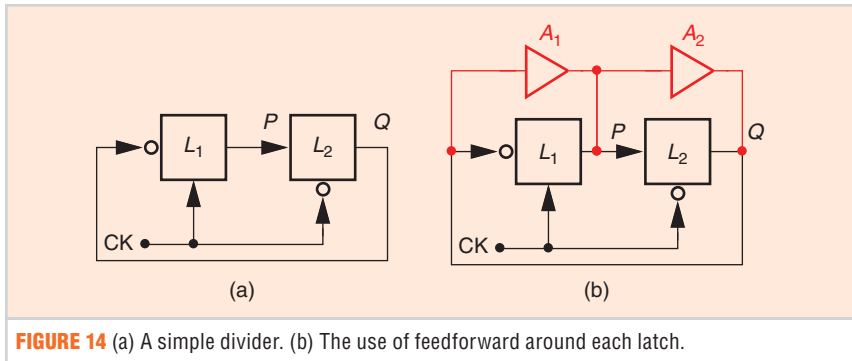 A1 A2
P Q
L1 L2
CK
(a)
P Q
L1 L2
CK
(b)
FIGURE 14 (a) A simple divider. (b) The use of feedforward around each latch.